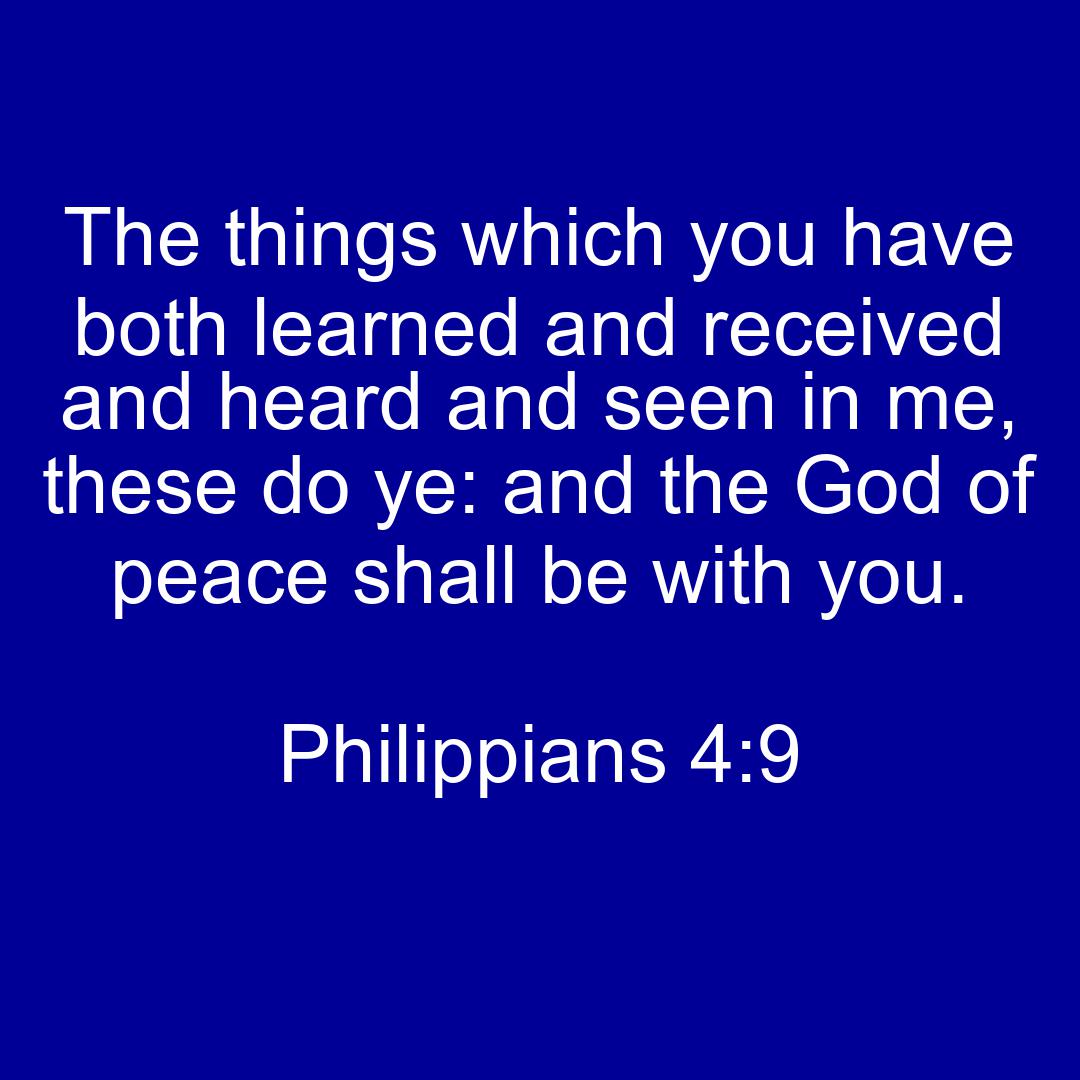 The things which you have
both learned and received
and heard and seen in me,
these do ye: and the God of
peace shall be with you.
Philippians 4:9